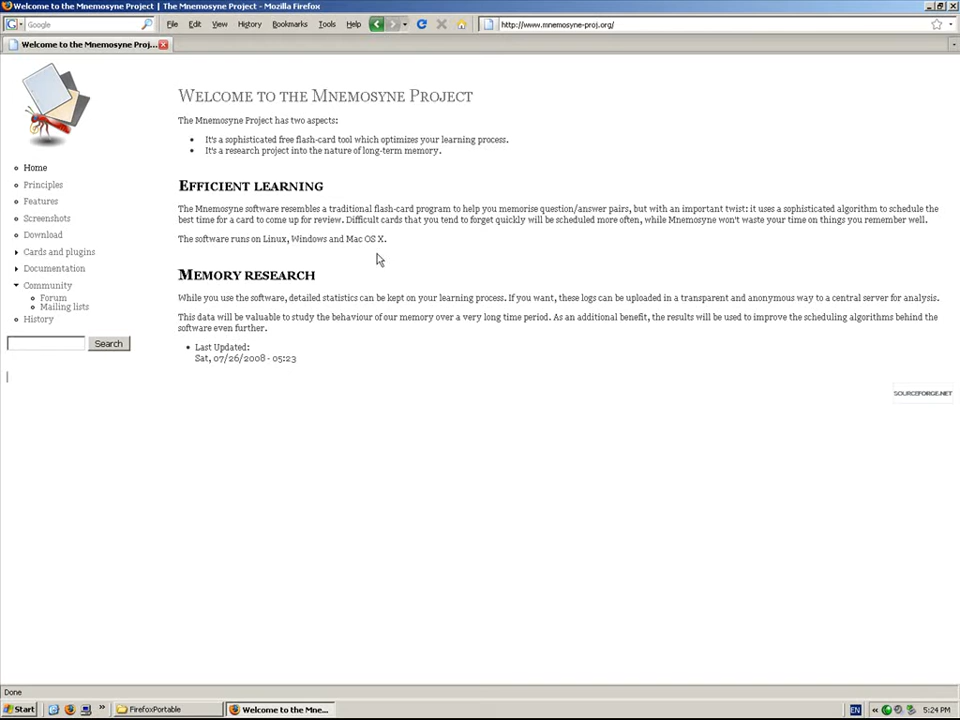 Welcome to the Mnemosyne Project | The Mnemosyne Project - Mozilla Firefox
Google
File Edit View History Bookmarks Tools Help
http://www.mnemosyne-proj.org/
Welcome to the Mnemosyne Proj...
WELCOME TO THE MNEMOSYNE PROJECT
The Mnemosyne Project has two aspects:
• It's a sophisticated free flash-card tool which optimizes your learning process.
• It's a research project into the nature of long-term memory.
EFFICIENT LEARNING
The Mnemosyne software resembles a traditional flash-card program to help you memorise question/answer pairs, but with an important twist: it uses a sophisticated algorithm to schedule the
best time for a card to come up for review. Difficult cards that you tend to forget quickly will be scheduled more often, while Mnemosyne won't waste your time on things you remember well.
The software runs on Linux, Windows and Mac OS X.
MEMORY RESEARCH
While you use the software, detailed statistics can be kept on your learning process. If you want, these logs can be uploaded in a transparent and anonymous way to a central server for analysis.
This data will be valuable to study the behaviour of our memory over a very long time period. As an additional benefit, the results will be used to improve the scheduling algorithms behind the
software even further.
• Last Updated:
Sat, 07/26/2008 - 05:23
Home
Principles
Features
Screenshots
Download
Cards and plugins
Documentation
Community
Forum
Mailing lists
History
Search
SOURCEFORGE.NET
Done
Start
FirefoxPortable
Welcome to the Mne...
EN
5:24 PM